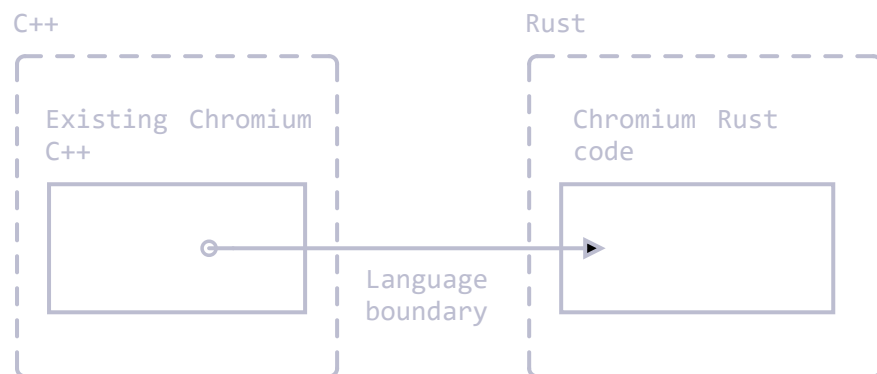 C++
Rust
Existing Chromium
C++
Chromium Rust
code
Language
boundary